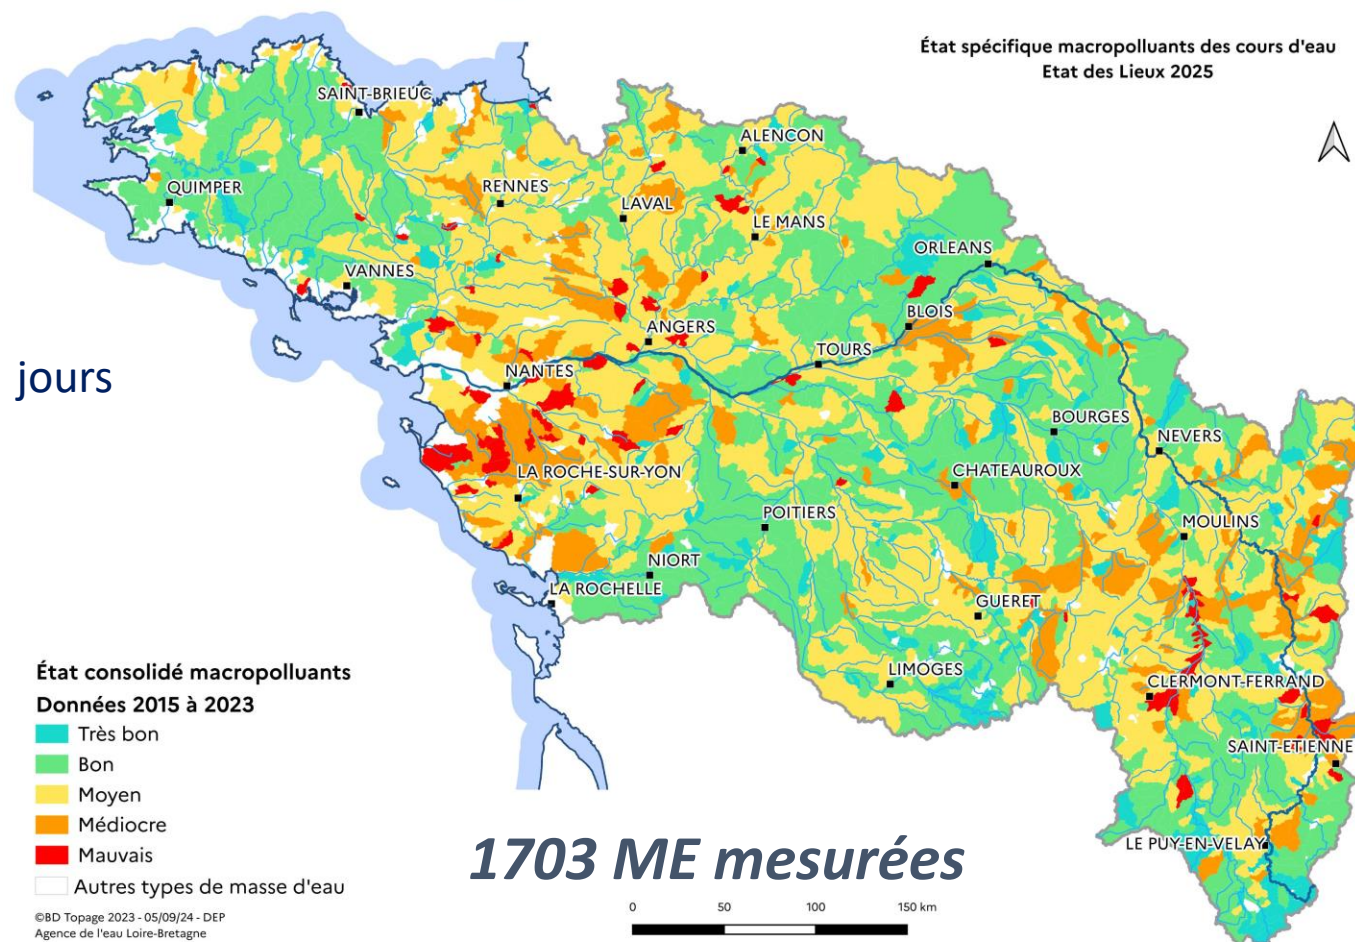 État spécifique macropolluants des cours d'eau
Etat des Lieux 2025
SAINT-BRIEUC
ALENCON
QUIMPER
RENNES
LAVAL
LE MANS
ORLEANS
VANNES
BLOIS
ANGERS
TOURS
jours
NANTES
BOURGES
NEVERS
LA ROCHE-SUR-YON
CHATEAUROUX
POITIERS
MOULINS
NIORT
LA ROCHELLE
GUERET
LIMOGES
CLERMONT-FERRAND
SAINT-ETIENNE
LE PUY-EN-VELAY
État consolidé macropolluants
Données 2015 à 2023
Très bon
Bon
Moyen
Médiocre
Mauvais
Autres types de masse d'eau
1703 ME mesurées
0 50 100 150 km
©BD Topage 2023 - 05/09/24 - DEP
Agence de l'eau Loire-Bretagne